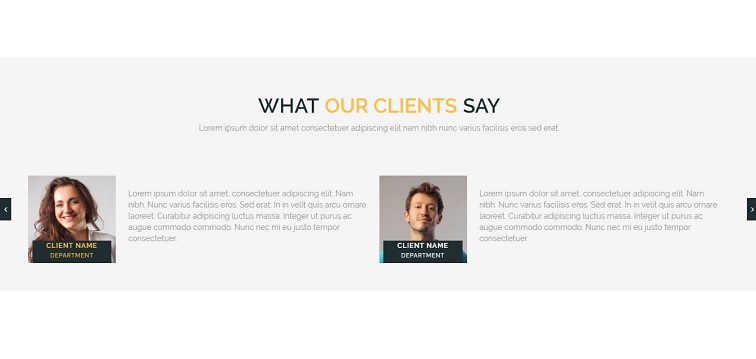 WHAT OUR CLIENTS SAY
Lorem ipsum dolor sit amet consectetuer adipiscing elit nam nibh nunc varius facilisis eros sed erat.
Lorem ipsum dolor sit amet, consectetuer adipiscing elit. Nam
nibh. Nunc varius facilisis eros. Sed erat. In in velit quis arcu ornare
laoreet. Curabitur adipiscing luctus massa. Integer ut purus ac
augue commodo commodo. Nunc nec mi eu justo tempor
consectetuer.
CLIENT NAME
DEPARTMENT
Lorem ipsum dolor sit amet, consectetuer adipiscing elit. Nam
nibh. Nunc varius facilisis eros. Sed erat. In in velit quis arcu ornare
laoreet. Curabitur adipiscing luctus massa. Integer ut purus ac
augue commodo commodo. Nunc nec mi eu justo tempor
consectetuer.
CLIENT NAME
DEPARTMENT